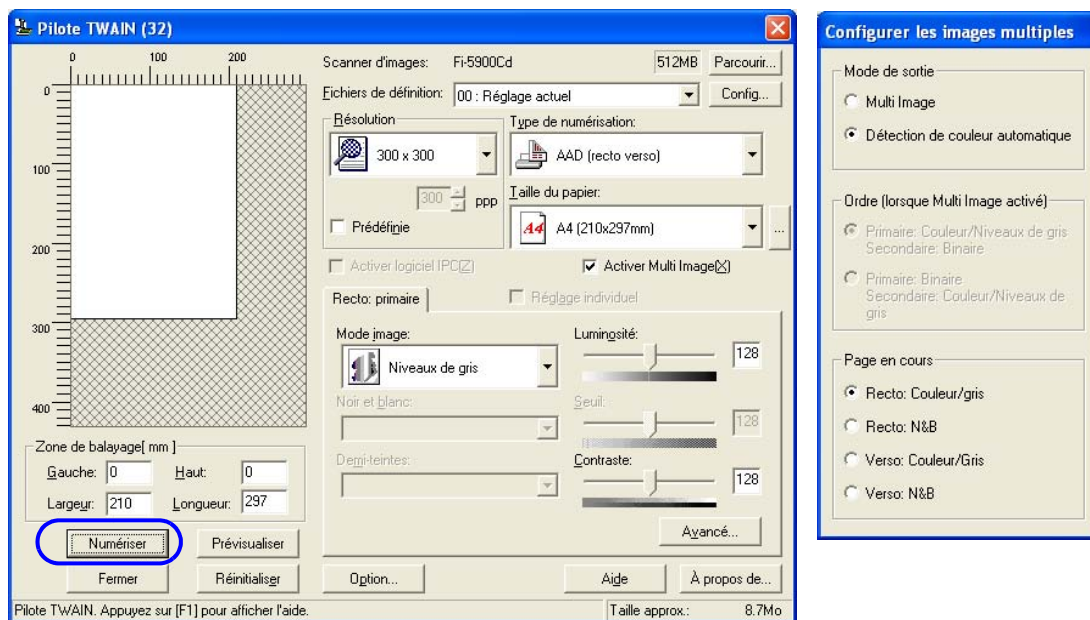 Pilote TWAIN (32)
0 100 200
0
100
200
300
400
Scanner d'images: Fi-5900Cd 512MB Parcourir...
Fichiers de définition: 00 : Réglage actuel Config...
Résolution
300 x 300
300 ppp
Prédéfinie
Type de numérisation:
AAD (recto verso)
Taille du papier:
A4 A4 (210x297mm) ...
Activer logiciel IPC(Z) Activer Multi Image(X)
Recto: primaire Réglage individuel
Mode image:
Niveaux de gris
Noir et blanc:
Demi-teintes:
Luminosité:
128
Seuil:
128
Contraste:
128
Avancé...
Zone de balayage[ mm ]
Gauche: 0 Haut: 0
Largeur: 210 Longueur: 297
Numériser Prévisualiser
Fermer Réinitialiser Option... Aide À propos de...
Pilote TWAIN. Appuyez sur [F1] pour afficher l'aide. Taille approx.: 8.7Mo
Configurer les images multiples
Mode de sortie
Multi Image
Détection de couleur automatique
Ordre (lorsque Multi Image activé)
Primaire: Couleur/Niveaux de gris
Secondaire: Binaire
Primaire: Binaire
Secondaire: Couleur/Niveaux de
gris
Page en cours
Recto: Couleur/gris
Recto: N&B
Verso: Couleur/Gris
Verso: N&B